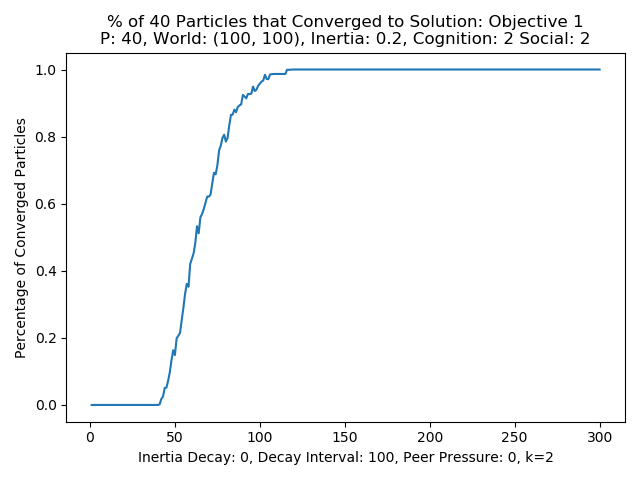 % of 40 Particles that Converged to Solution: Objective 1
P: 40, World: (100, 100), Inertia: 0.2, Cognition: 2 Social: 2
Percentage of Converged Particles
1.0
0.8
0.6
0.4
0.2
0.0
0 50 100 150 200 250 300
Inertia Decay: 0, Decay Interval: 100, Peer Pressure: 0, k=2